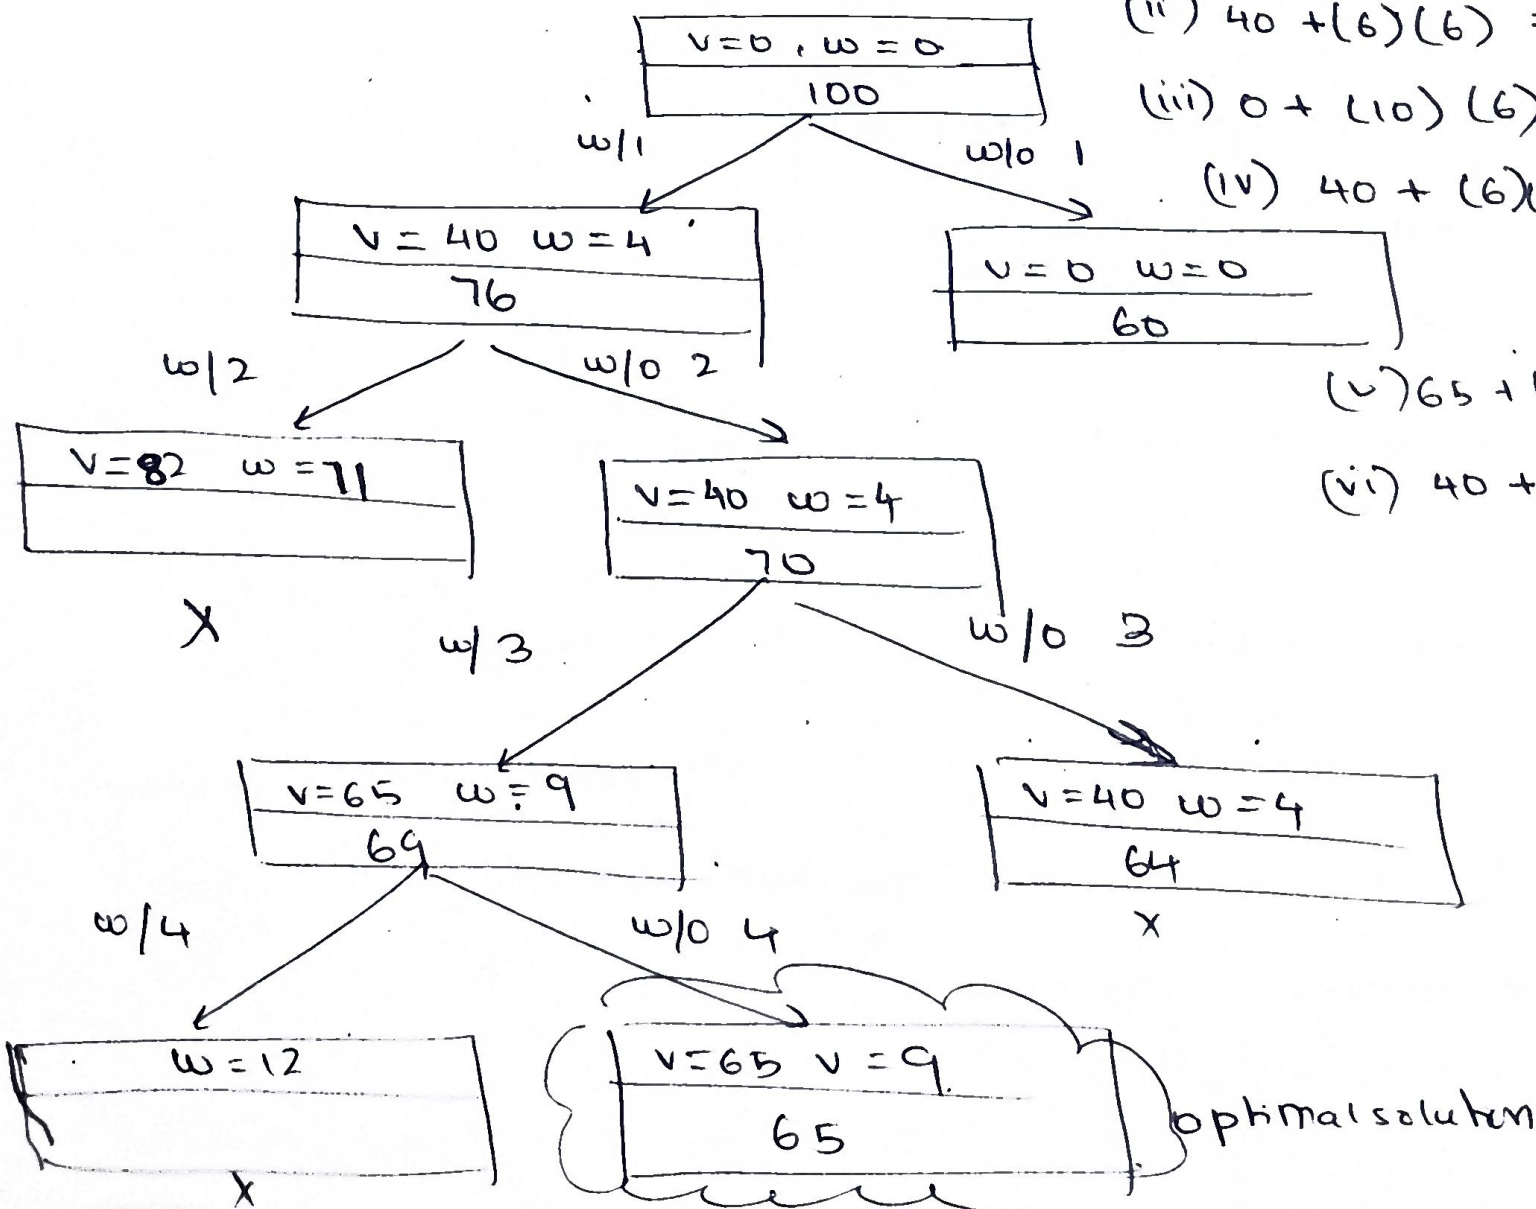 v=0, w=0
100
(ii) 40 +(6)(6) =
(iii) 0 + (10) (6)
w/1
w/o 1
(iv) 40 + (6)(
v = 40 w = 4
76
v = 0 w = 0
60
w/2
w/o 2
(v) 65 +
v=82 w =11
v=40 w =4
70
(vi) 40 +
X
w/3
w/o 3
v=65 w=9
69
v=40 w=4
64
X
w/4
w/o 4
w=12
v=65 v=9
65
optimal solution
X